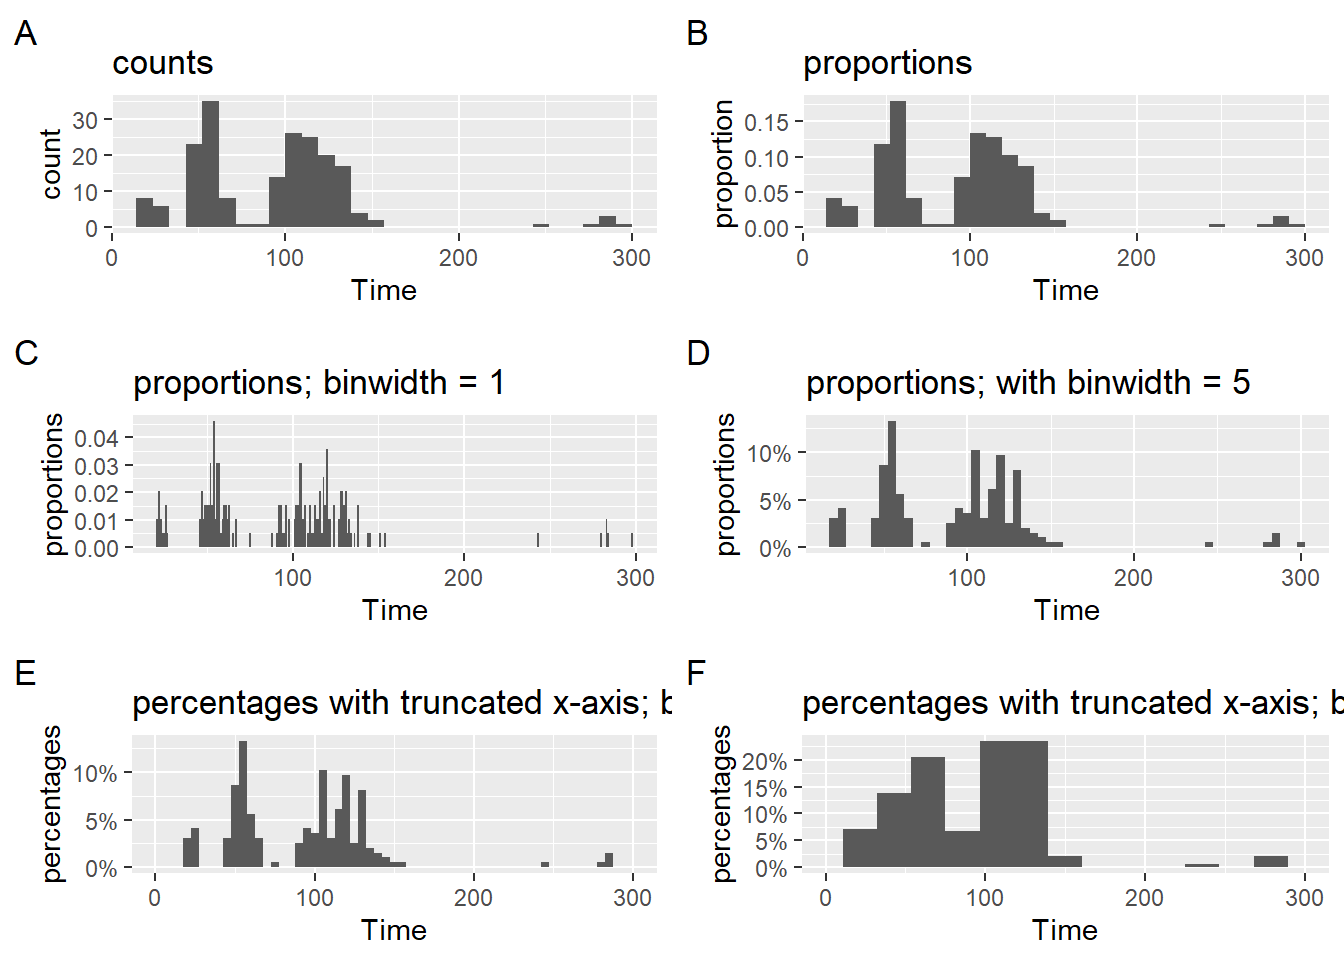 A
counts
count
30
20
10
0
0 100 200 300
Time
B
proportions
proportion
0.15
0.10
0.05
0.00
0 100 200 300
Time
C
proportions; binwidth = 1
proportions
0.04
0.03
0.02
0.01
0.00
100 200 300
Time
D
proportions; with binwidth = 5
proportions
10%
5%
0%
100 200 300
Time
E
percentages with truncated x-axis; b
percentages
10%
5%
0%
0 100 200 300
Time
F
percentages with truncated x-axis; b
percentages
20%
15%
10%
5%
0%
0 100 200 300
Time